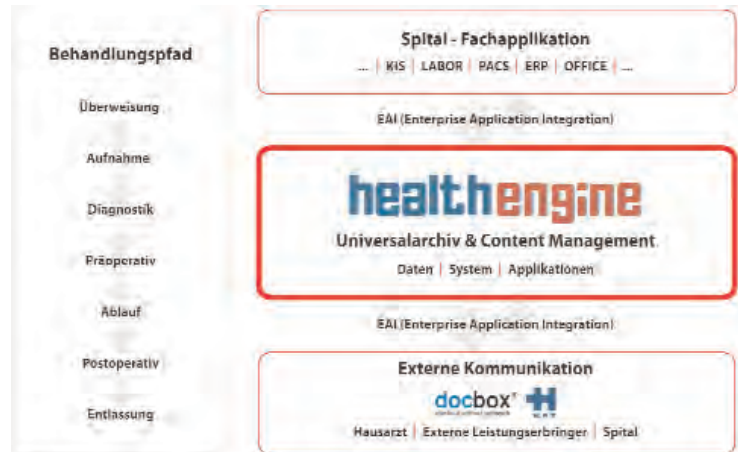 Behandlungspfad
Überweisung
Aufnahme
Diagnostik
Präoperativ
Ablauf
Postoperativ
Entlassung
Spital - Fachapplikation
... | KIS | LABOR | PACS | ERP | OFFICE | ...
EAI (Enterprise Application Integration)
healthengine
Universalarchiv & Content Management
Daten | System | Applikationen
EAI (Enterprise Application Integration)
Externe Kommunikation
docbox®
Hausarzt | Externe Leistungserbringer | Spital